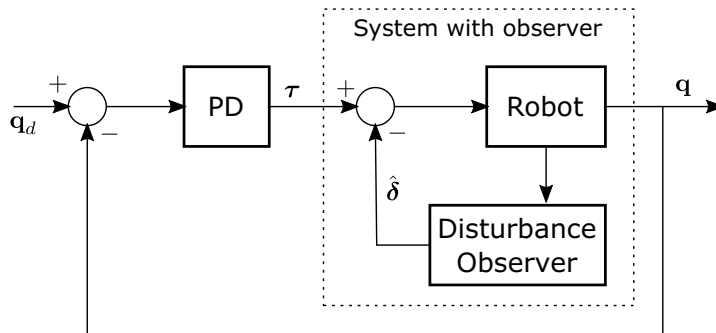 System with observer
+
𝐪_d
−
PD
𝝉
+
−
Robot
𝐪
𝜹̂
Disturbance
Observer